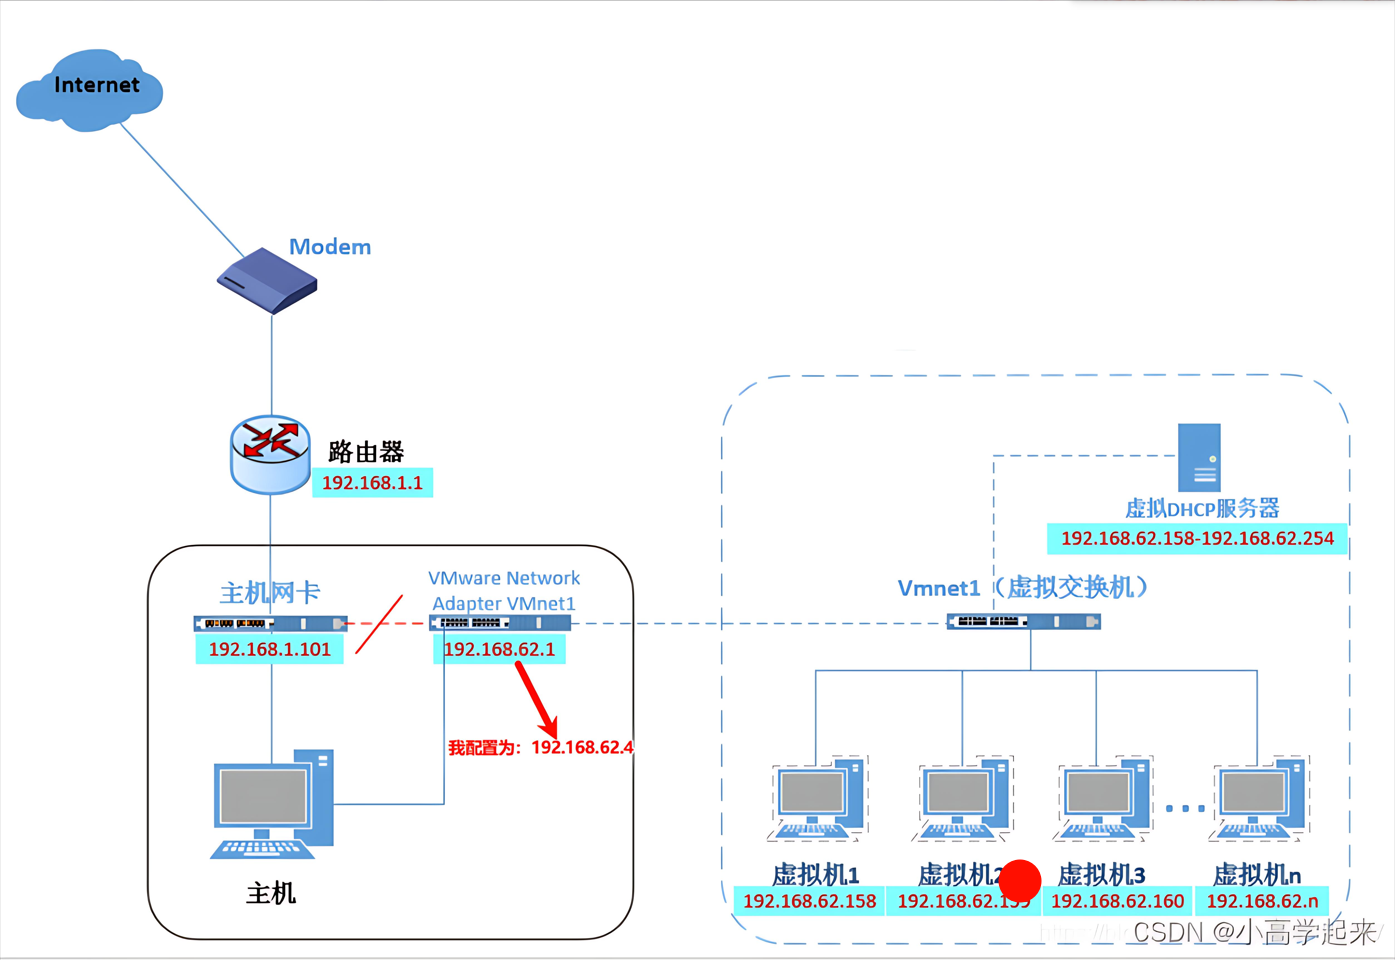 Internet
Modem
路由器
192.168.1.1
主机网卡
192.168.1.101
VMware Network
Adapter VMnet1
192.168.62.1
我配置为：192.168.62.4
主机
虚拟DHCP服务器
192.168.62.158-192.168.62.254
Vmnet1（虚拟交换机）
虚拟机1
192.168.62.158
虚拟机2
192.168.62.159
虚拟机3
192.168.62.160
虚拟机n
192.168.62.n
CSDN @小高学起来